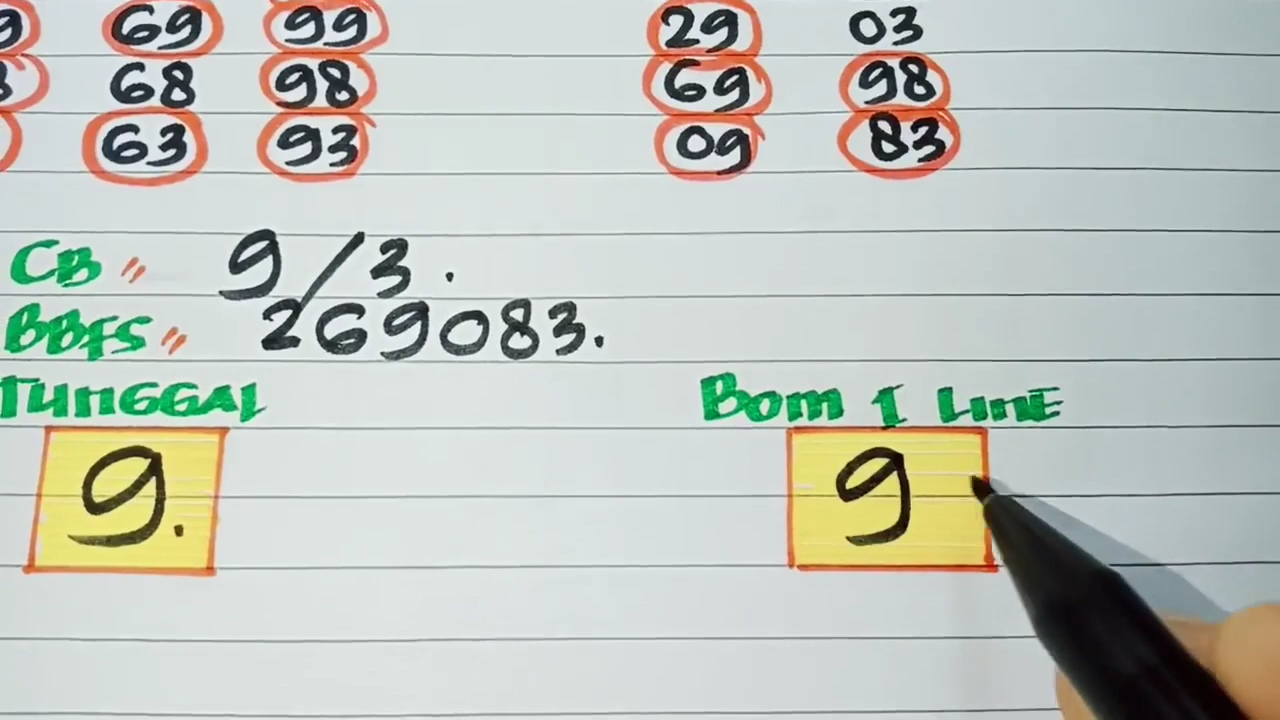 9 69 99 29 03
68 98 69 98
63 93 09 83
CB " 9/3.
BBFS " 269083.
TUNGGAL BOM 1 LINE
9. 9